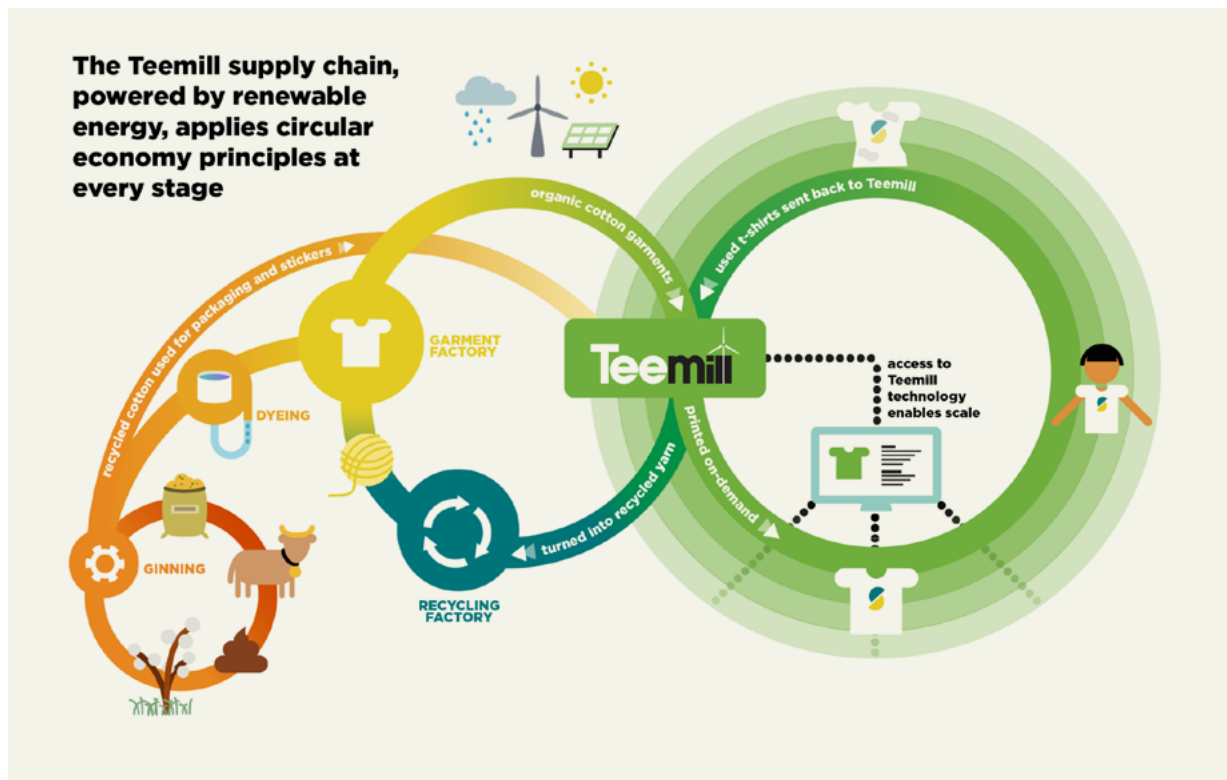 The Teemill supply chain,
powered by renewable
energy, applies circular
economy principles at
every stage
organic cotton garments
used t-shirts sent back to Teemill
recycled cotton used for packaging and stickers
GARMENT
FACTORY
Teemill
access to
Teemill
technology
enables scale
DYEING
printed on-demand
turned into recycled yarn
GINNING
RECYCLING
FACTORY